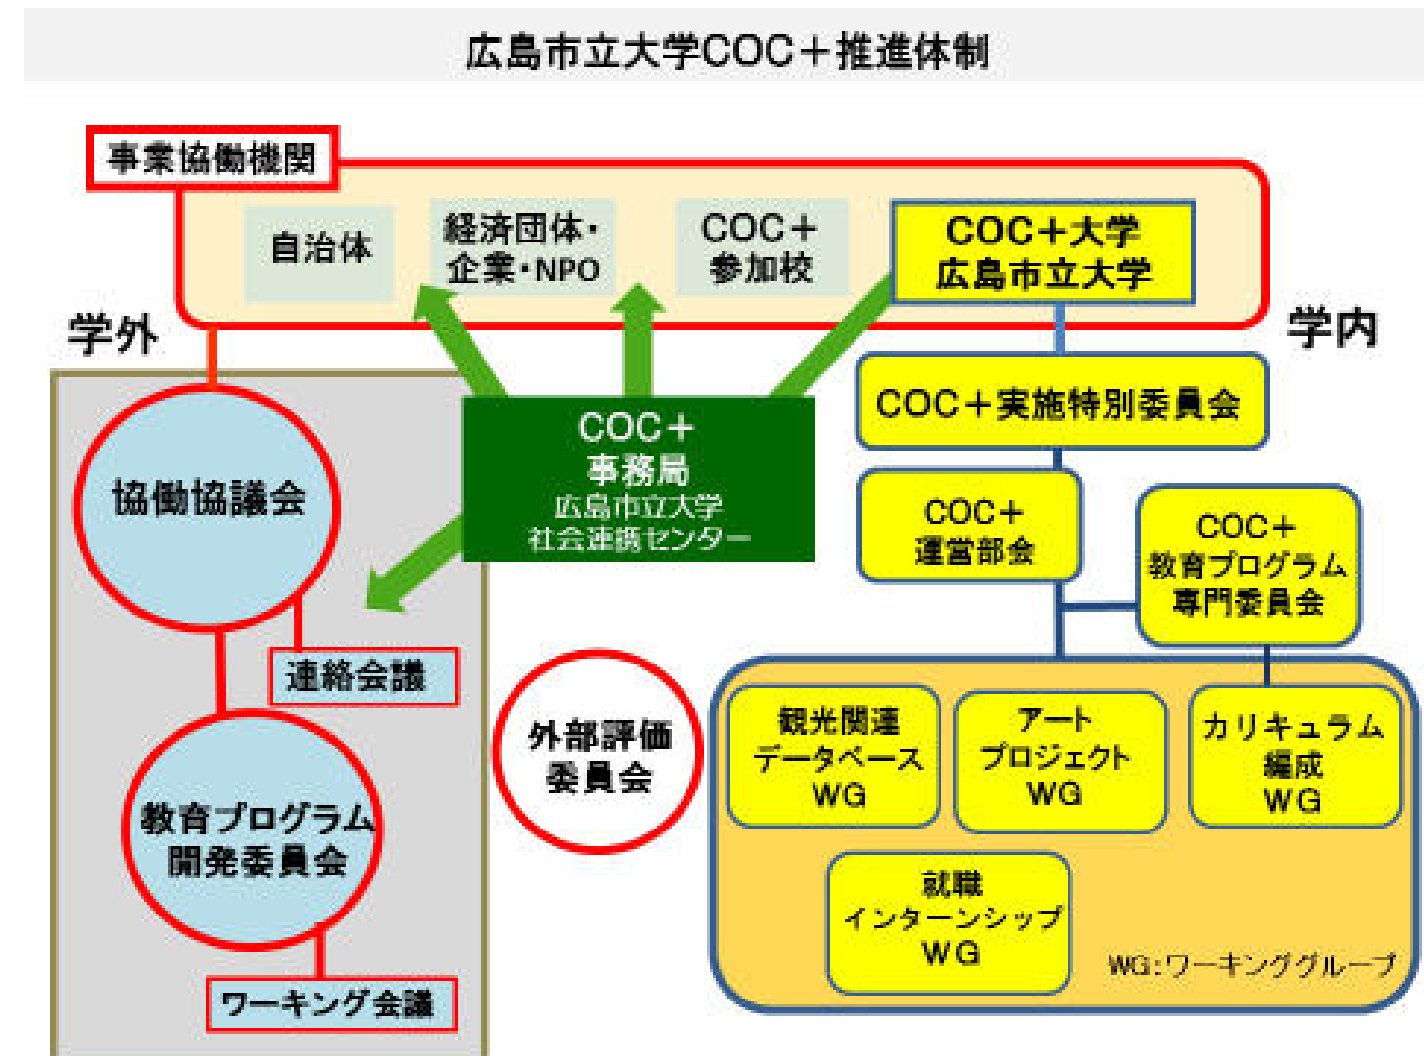 広島市立大学COC＋推進体制
事業協働機関
自治体
経済団体・
企業・NPO
COC＋
参加校
COC＋大学
広島市立大学
学外
学内
COC＋
事務局
広島市立大学
社会連携センター
COC＋実施特別委員会
協働協議会
COC＋
運営部会
COC＋
教育プログラム
専門委員会
連絡会議
外部評価
委員会
観光関連
データベース
WG
アート
プロジェクト
WG
カリキュラム
編成
WG
教育プログラム
開発委員会
就職
インターンシップ
WG
WG：ワーキンググループ
ワーキング会議